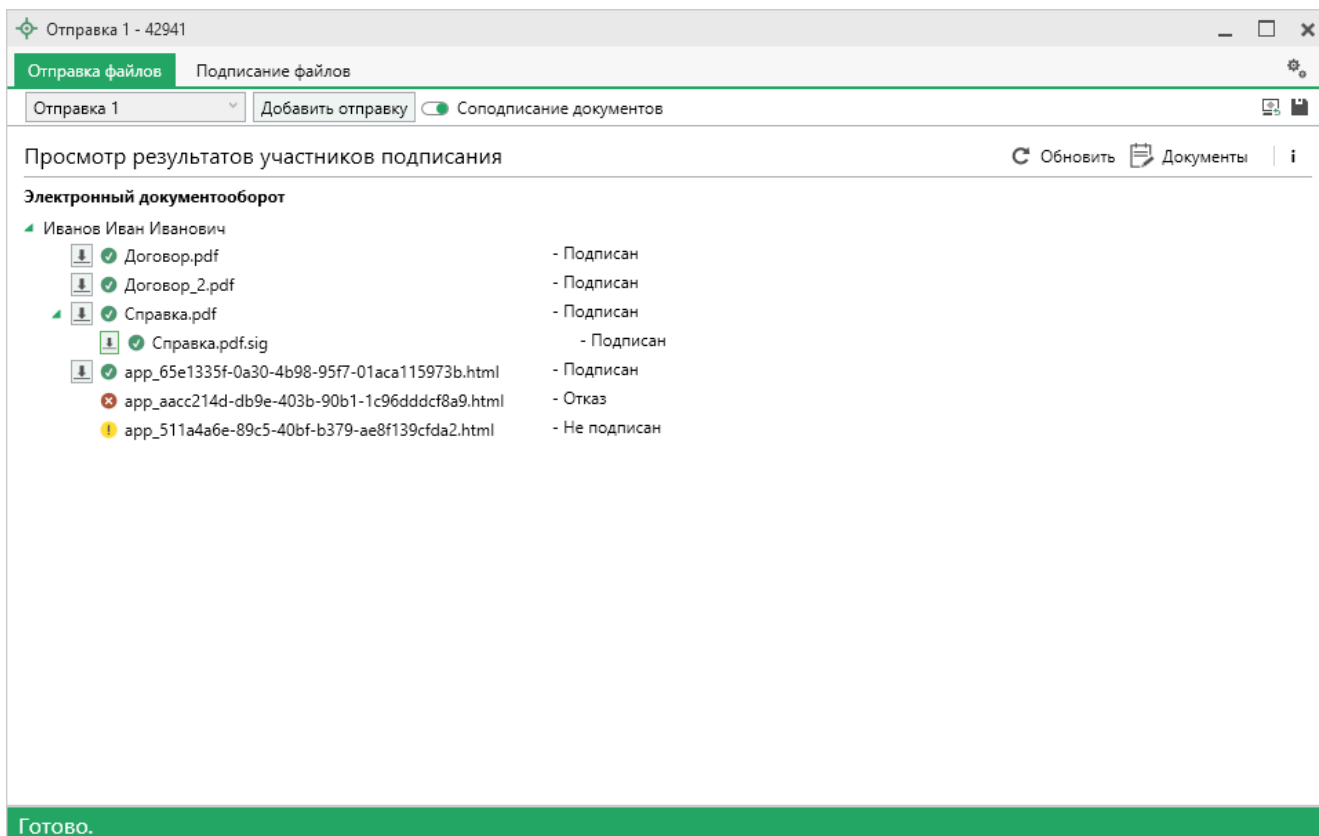 Отправка 1 - 42941
Отправка файлов Подписание файлов
Отправка 1 Добавить отправку Соподписание документов
Просмотр результатов участников подписания Обновить Документы i
Электронный документооборот
Иванов Иван Иванович
Договор.pdf - Подписан
Договор_2.pdf - Подписан
Справка.pdf - Подписан
Справка.pdf.sig - Подписан
app_65e1335f-0a30-4b98-95f7-01aca115973b.html - Подписан
app_aacc214d-db9e-403b-90b1-1c96dddcf8a9.html - Отказ
app_511a4a6e-89c5-40bf-b379-ae8f139cfda2.html - Не подписан
Готово.